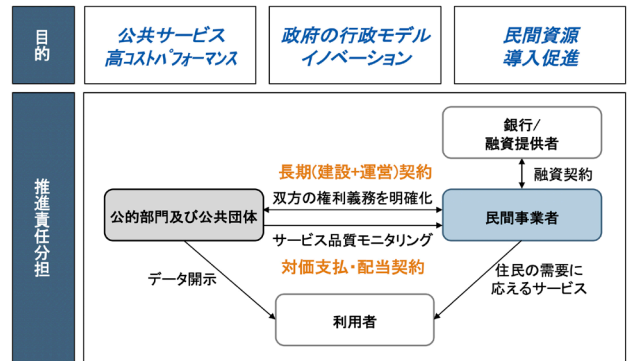 目的
公共サービス
高コストパフォーマンス
政府の行政モデル
イノベーション
民間資源
導入促進
推進責任分担
銀行/
融資提供者
長期(建設+運営)契約
融資契約
双方の権利義務を明確化
公的部門及び公共団体
民間事業者
サービス品質モニタリング
対価支払・配当契約
データ開示
住民の需要に
応えるサービス
利用者